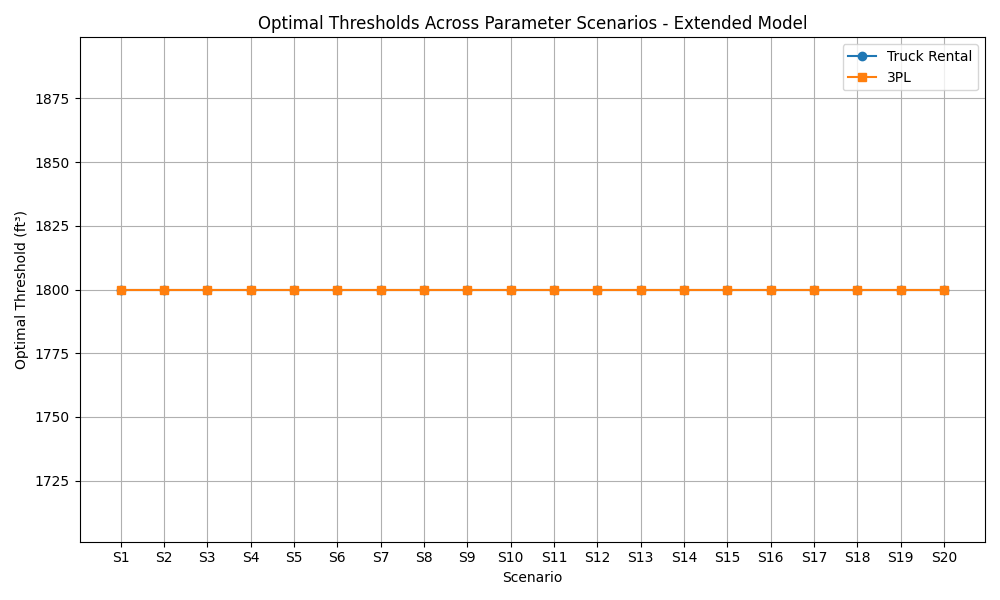 Optimal Thresholds Across Parameter Scenarios - Extended Model
Truck Rental
3PL
Optimal Threshold (ft³)
1875
1850
1825
1800
1775
1750
1725
S1 S2 S3 S4 S5 S6 S7 S8 S9 S10 S11 S12 S13 S14 S15 S16 S17 S18 S19 S20
Scenario